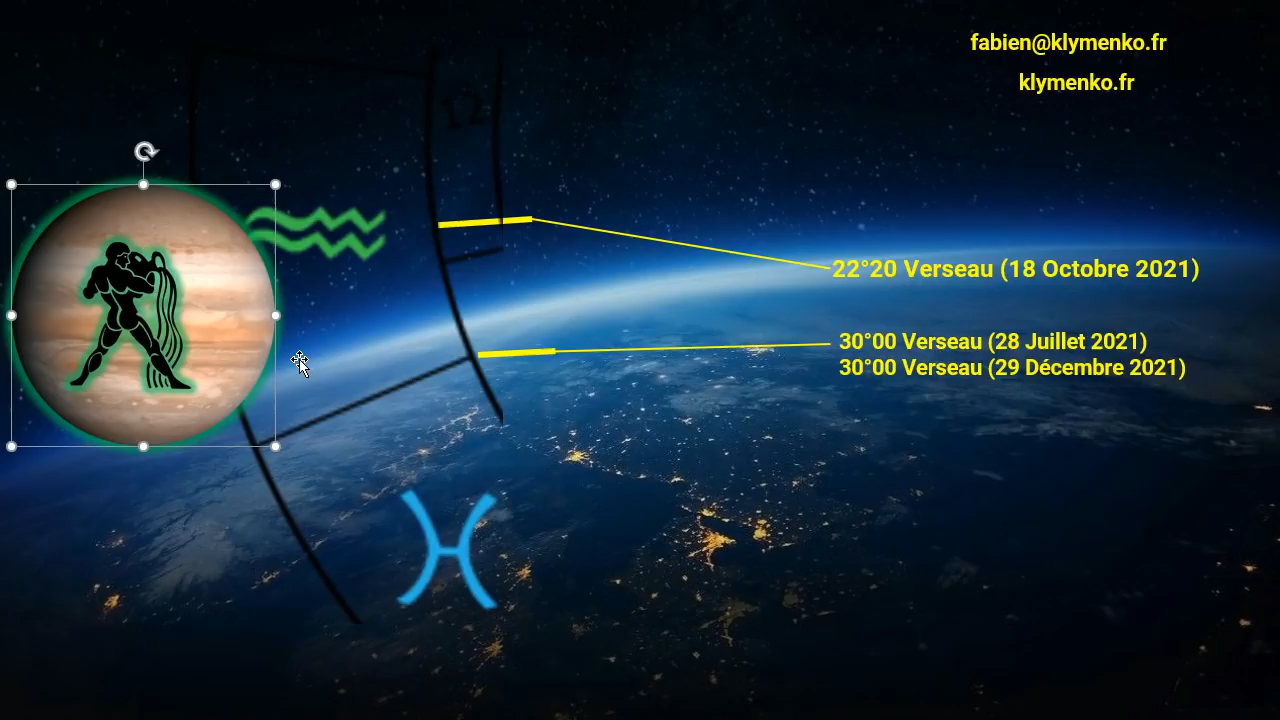 fabien@klymenko.fr
klymenko.fr
12
22°20 Verseau (18 Octobre 2021)
30°00 Verseau (28 Juillet 2021)
30°00 Verseau (29 Décembre 2021)